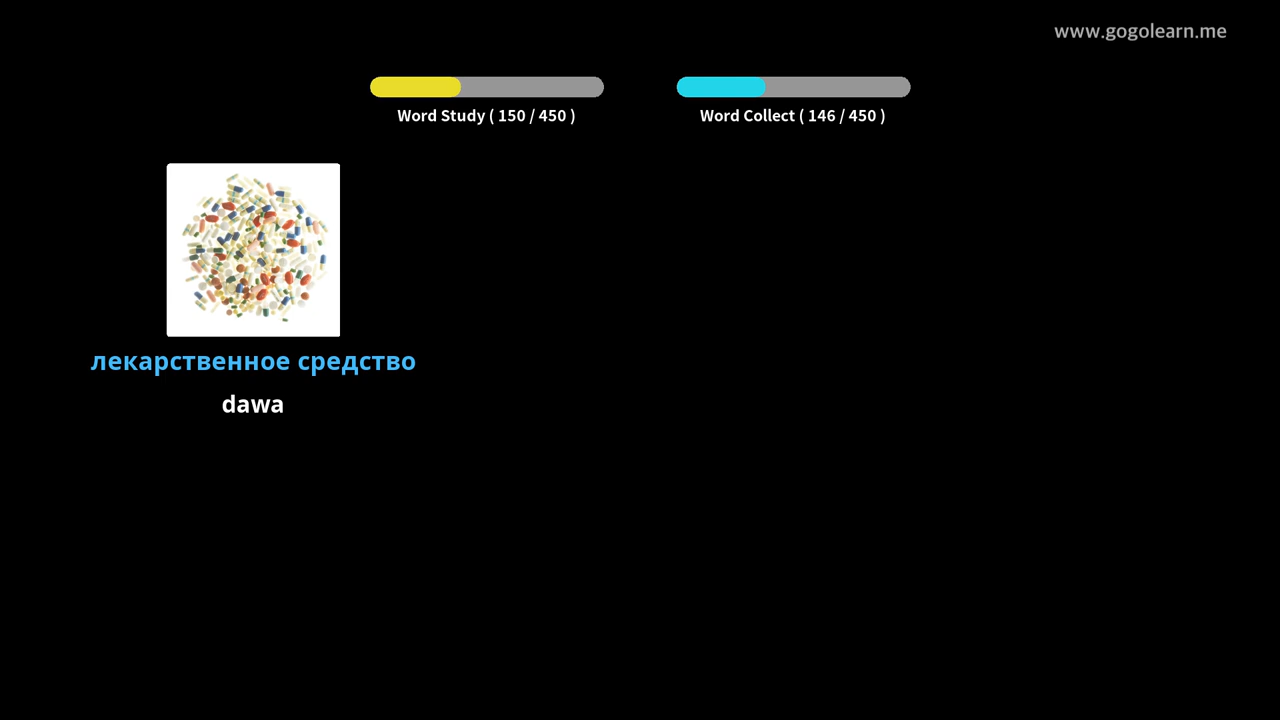 www.gogolearn.me
Word Study ( 150 / 450 )
Word Collect ( 146 / 450 )
лекарственное средство
dawa